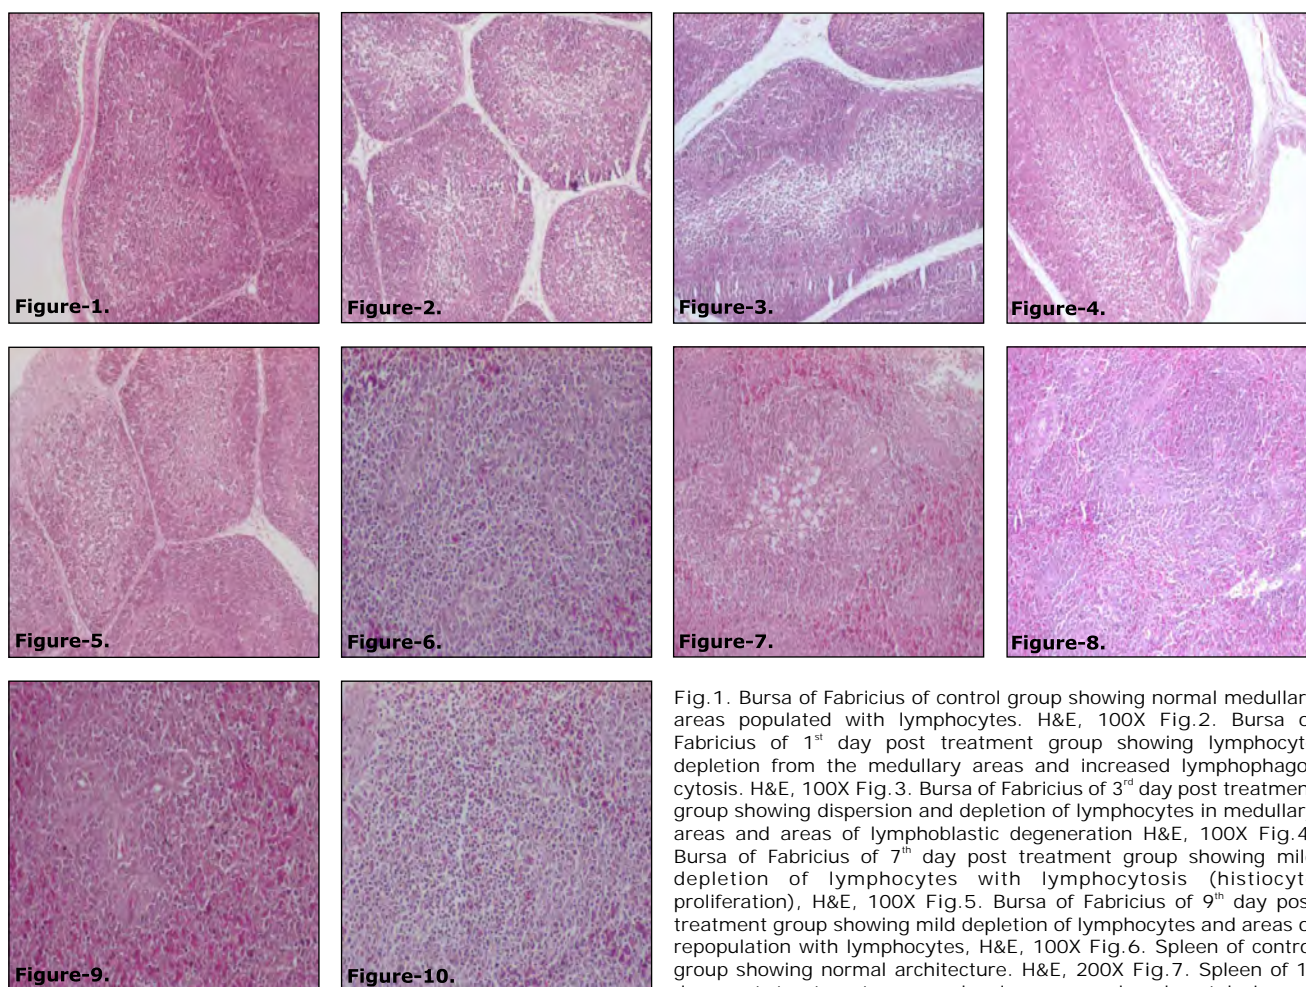 Figure-1.
Figure-2.
Figure-3.
Figure-4.
Figure-5.
Figure-6.
Figure-7.
Figure-8.
Figure-9.
Figure-10.
Fig.1. Bursa of Fabricius of control group showing normal medullar
areas populated with lymphocytes. H&E, 100X Fig.2. Bursa o
Fabricius of 1st day post treatment group showing lymphocyt
depletion from the medullary areas and increased lymphophago
cytosis. H&E, 100X Fig.3. Bursa of Fabricius of 3rd day post treatmen
group showing dispersion and depletion of lymphocytes in medullar
areas and areas of lymphoblastic degeneration H&E, 100X Fig.4
Bursa of Fabricius of 7th day post treatment group showing mil
depletion of lymphocytes with lymphocytosis (histiocyt
proliferation), H&E, 100X Fig.5. Bursa of Fabricius of 9th day pos
treatment group showing mild depletion of lymphocytes and areas o
repopulation with lymphocytes, H&E, 100X Fig.6. Spleen of contro
group showing normal architecture. H&E, 200X Fig.7. Spleen of 1